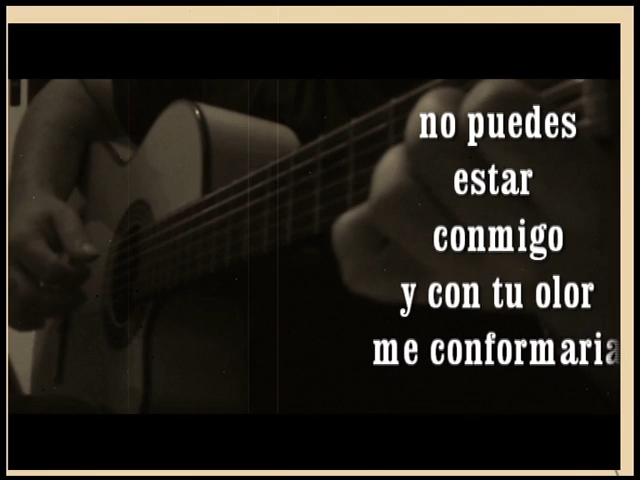 no puedes
estar
conmigo
y con tu olor
me conformaria